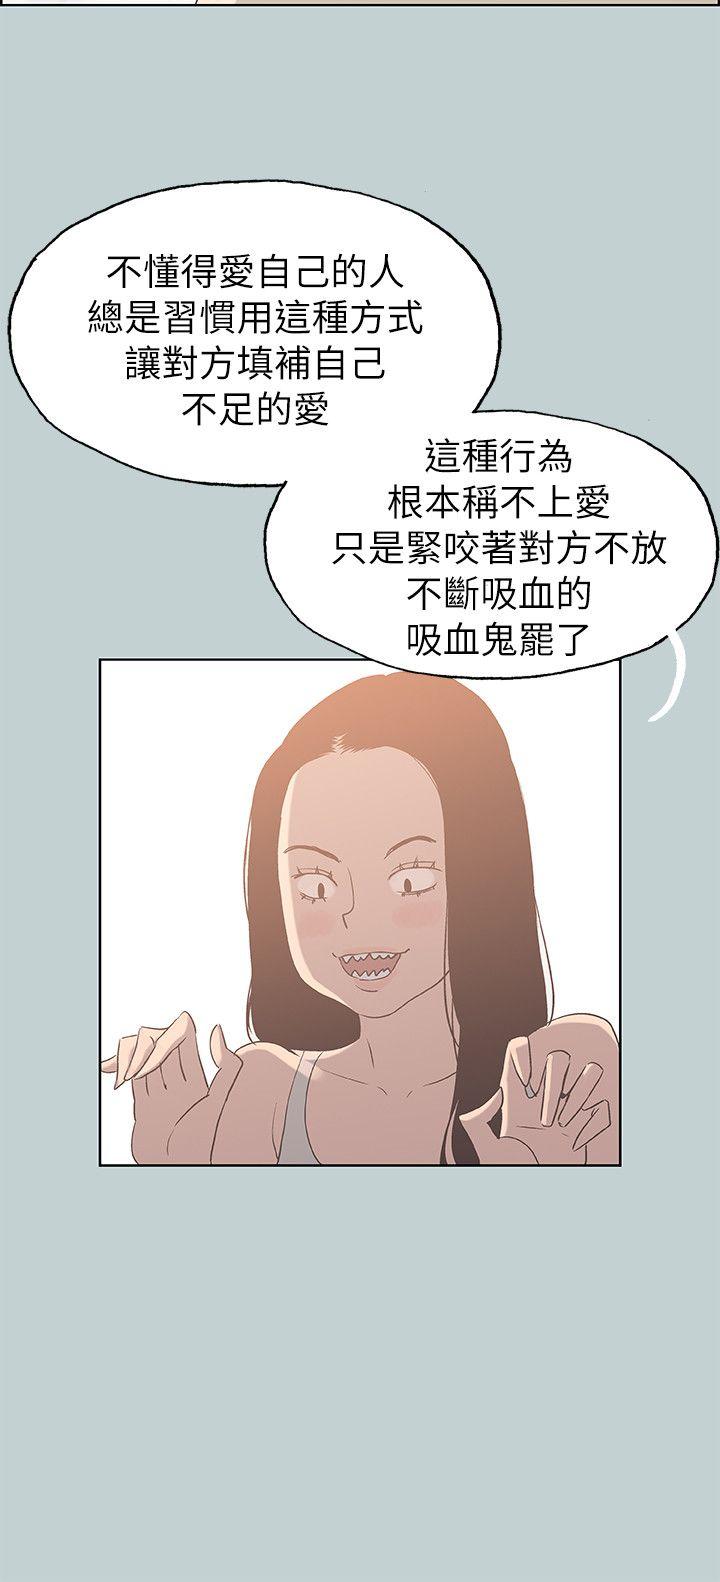 不懂得愛自己的人
總是習慣用這種方式
讓對方填補自己
不足的愛
這種行為
根本稱不上愛
只是緊咬著對方不放
不斷吸血的
吸血鬼罷了